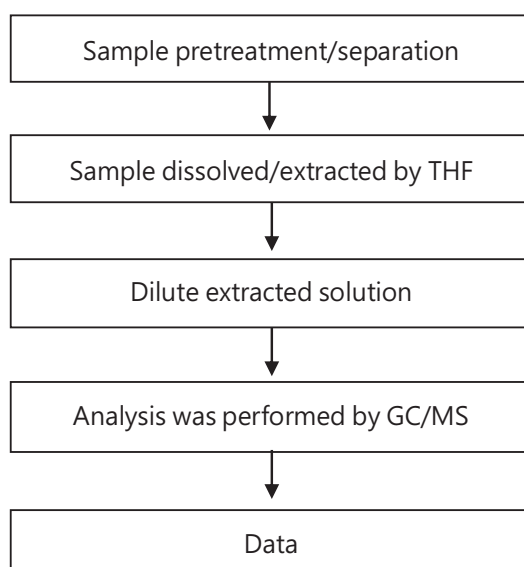 Sample pretreatment/separation
Sample dissolved/extracted by THF
Dilute extracted solution
Analysis was performed by GC/MS
Data